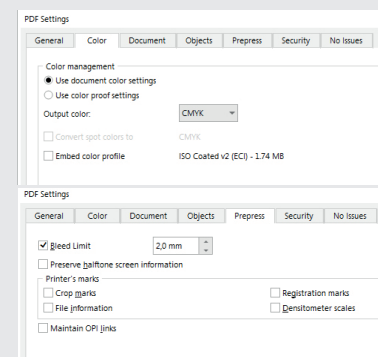 PDF Settings
General Color Document Objects Prepress Security No Issues
Color management
Use document color settings
Use color proof settings
Output color: CMYK
Convert spot colors to CMYK
Embed color profile ISO Coated v2 (ECI) - 1.74 MB
PDF Settings
General Color Document Objects Prepress Security No Issues
Bleed Limit 2,0 mm
Preserve halftone screen information
Printer's marks
Crop marks Registration marks
File information Densitometer scales
Maintain OPI links